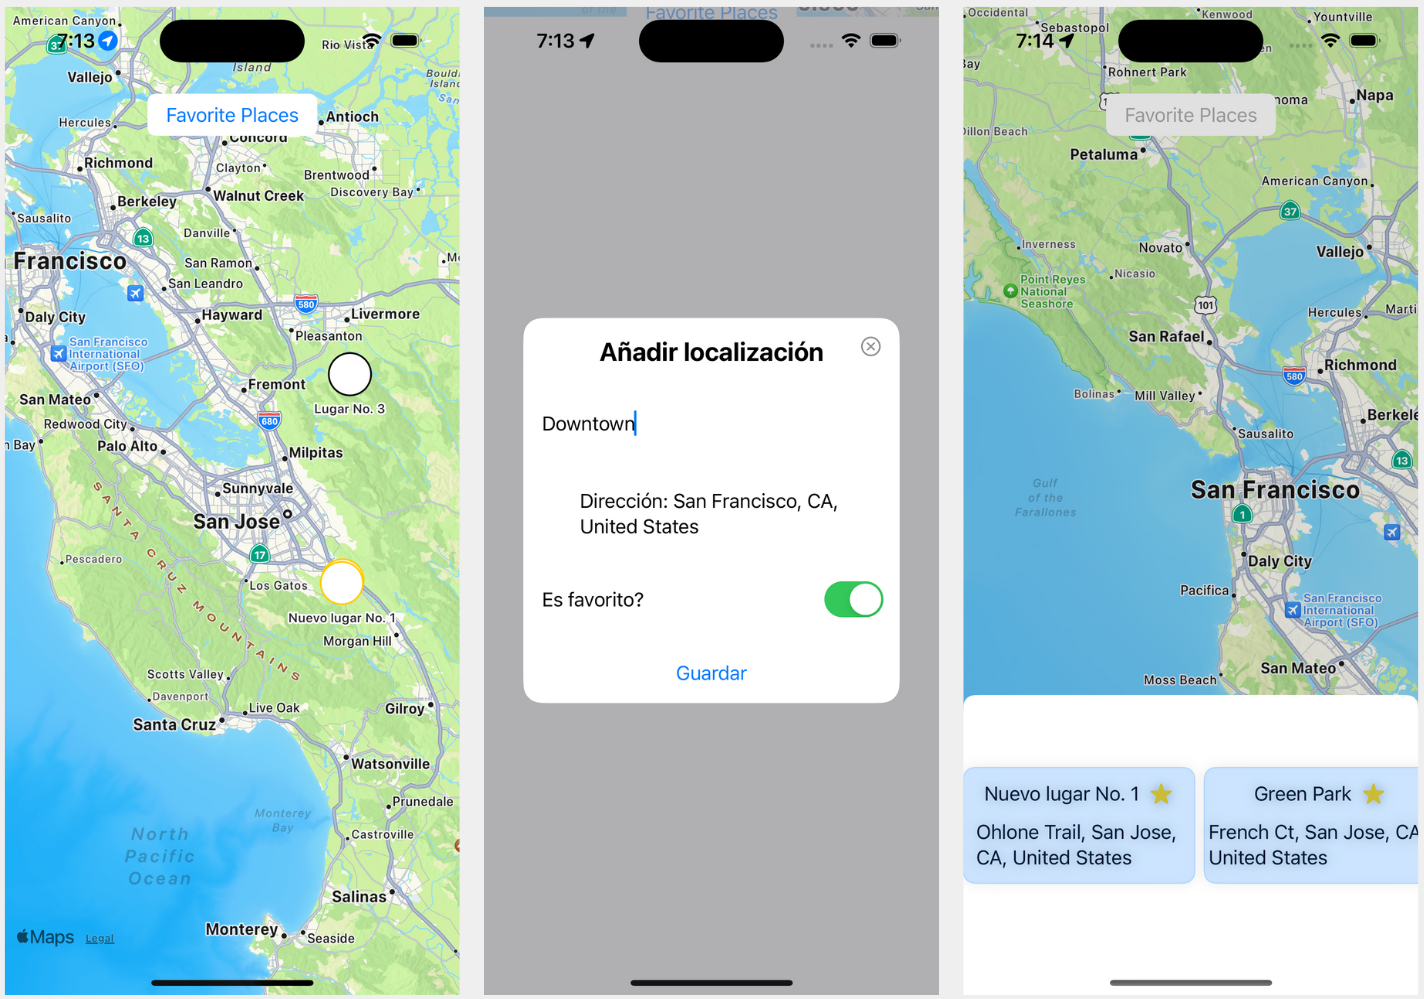 American Canyon
37
7:13
Rio Vista
Vallejo
Island
Favorite Places
Hercules
Antioch
Concord
Richmond
Clayton
Brentwood
Discovery Bay
Walnut Creek
Berkeley
Sausalito
13
Danville
Francisco
San Ramon
San Leandro
580
Daly City
Hayward
Livermore
Pleasanton
San Francisco
International
Airport (SFO)
Fremont
San Mateo
Lugar No. 3
680
Redwood City
Palo Alto
Milpitas
Sunnyvale
San Jose
17
SANTA CRUZ MOUNTAINS
Pescadero
Los Gatos
Nuevo lugar No. 1
Morgan Hill
Scotts Valley
Davenport
Live Oak
Santa Cruz
Gilroy
Watsonville
Prunedale
Monterey
Bay
Castroville
North
Pacific
Ocean
Salinas
Monterey
Seaside
Maps
Legal
Favorite Places
7:13
Añadir localización
Downtown
Dirección: San Francisco, CA,
United States
Es favorito?
Guardar
Occidental
Kenwood
Yountville
Sebastopol
7:14
Rohnert Park
Napa
Favorite Places
Dillon Beach
Petaluma
American Canyon
37
Inverness
Novato
Vallejo
Nicasio
Point Reyes
National
Seashore
101
Hercules
San Rafael
Richmond
580
Bolinas
Mill Valley
Sausalito
13
Gulf
of the
Farallones
San Francisco
1
Daly City
Pacifica
San Francisco
International
Airport (SFO)
San Mateo
Moss Beach
Nuevo lugar No. 1
Ohlone Trail, San Jose,
CA, United States
Green Park
French Ct, San Jose, CA
United States